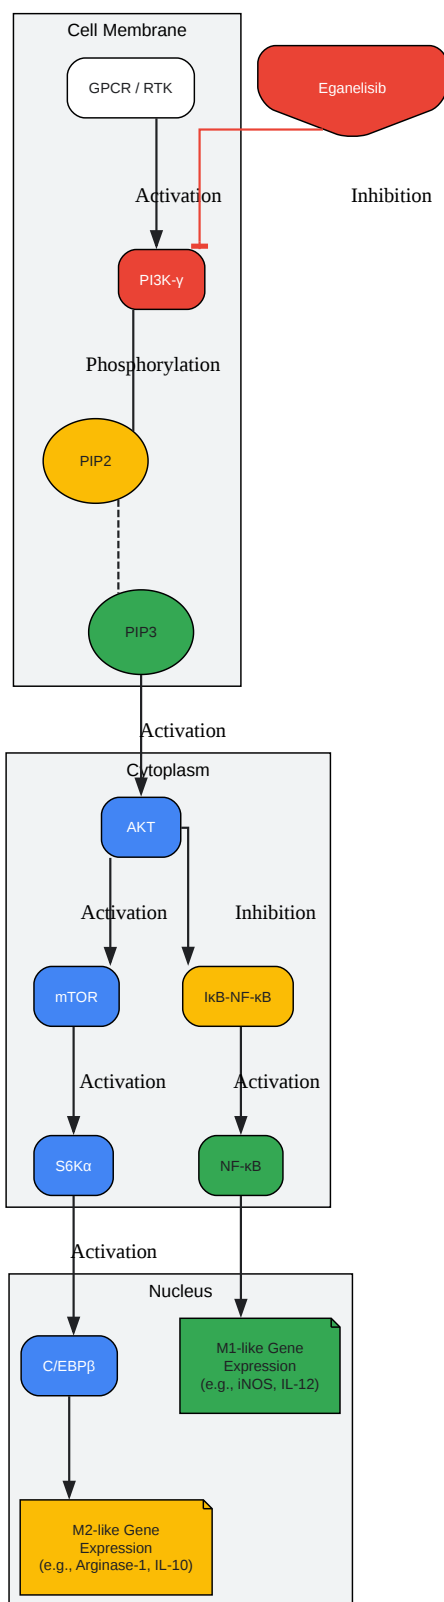 Cell Membrane
GPCR / RTK
Eganelisib
Activation
Inhibition
PI3K-γ
Phosphorylation
PIP2
PIP3
Activation
Cytoplasm
AKT
Activation
Inhibition
mTOR
IκB-NF-κB
Activation
Activation
S6Kα
NF-κB
Activation
Nucleus
C/EBPβ
M1-like Gene
Expression
(e.g., iNOS, IL-12)
M2-like Gene
Expression
(e.g., Arginase-1, IL-10)